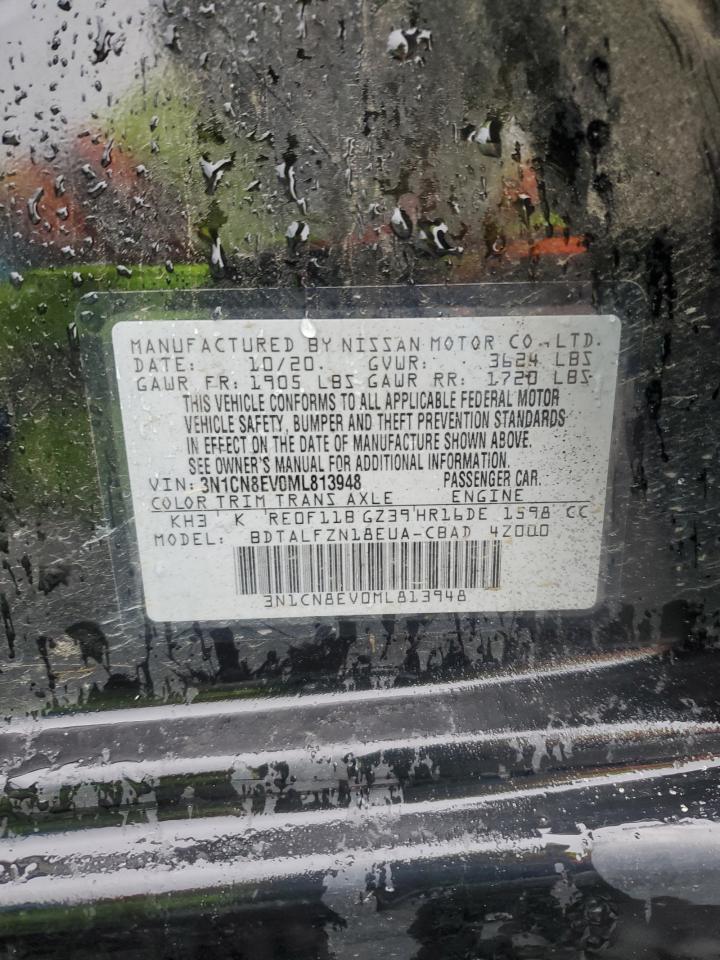 MANUFACTURED BY NISSAN MOTOR CO.,LTD.
DATE: 10/20. GVWR: 3624 LBS
GAWR FR: 1905 LBS GAWR RR: 1720 LBS
THIS VEHICLE CONFORMS TO ALL APPLICABLE FEDERAL MOTOR
VEHICLE SAFETY, BUMPER AND THEFT PREVENTION STANDARDS
IN EFFECT ON THE DATE OF MANUFACTURE SHOWN ABOVE.
SEE OWNER'S MANUAL FOR ADDITIONAL INFORMATION.
VIN: 3N1CN8EV0ML813948 PASSENGER CAR.
COLOR TRIM TRANS AXLE ENGINE
KH3 K RE0F11B GZ39 HR16DE 1598 CC
MODEL: BDTALFZN18EUA-CBAD 4Z000
3N1CN8EV0ML813948